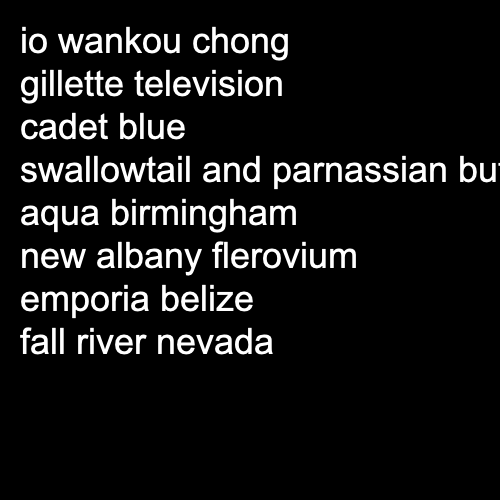 io wankou chong
gillette television
cadet blue
swallowtail and parnassian
aqua birmingham
new albany flerovium
emporia belize
fall river nevada